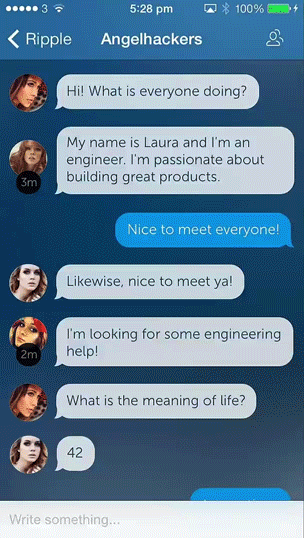 3 5:28 pm 100%
Ripple Angelhackers
Hi! What is everyone doing?
My name is Laura and I'm an
engineer. I'm passionate about
building great products.
3m
Nice to meet everyone!
Likewise, nice to meet ya!
I'm looking for some engineering
help!
2m
What is the meaning of life?
42
Write something...